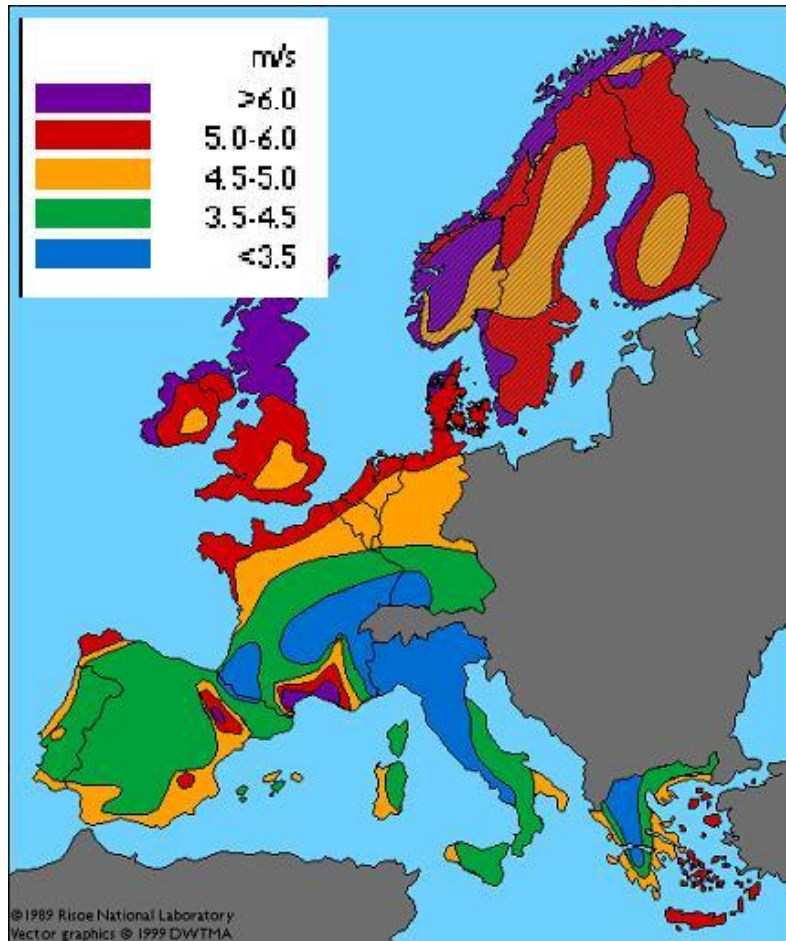 m/s
>6.0
5.0-6.0
4.5-5.0
3.5-4.5
<3.5
©1989 Risoe National Laboratory
Vector graphics © 1999 DWTMA